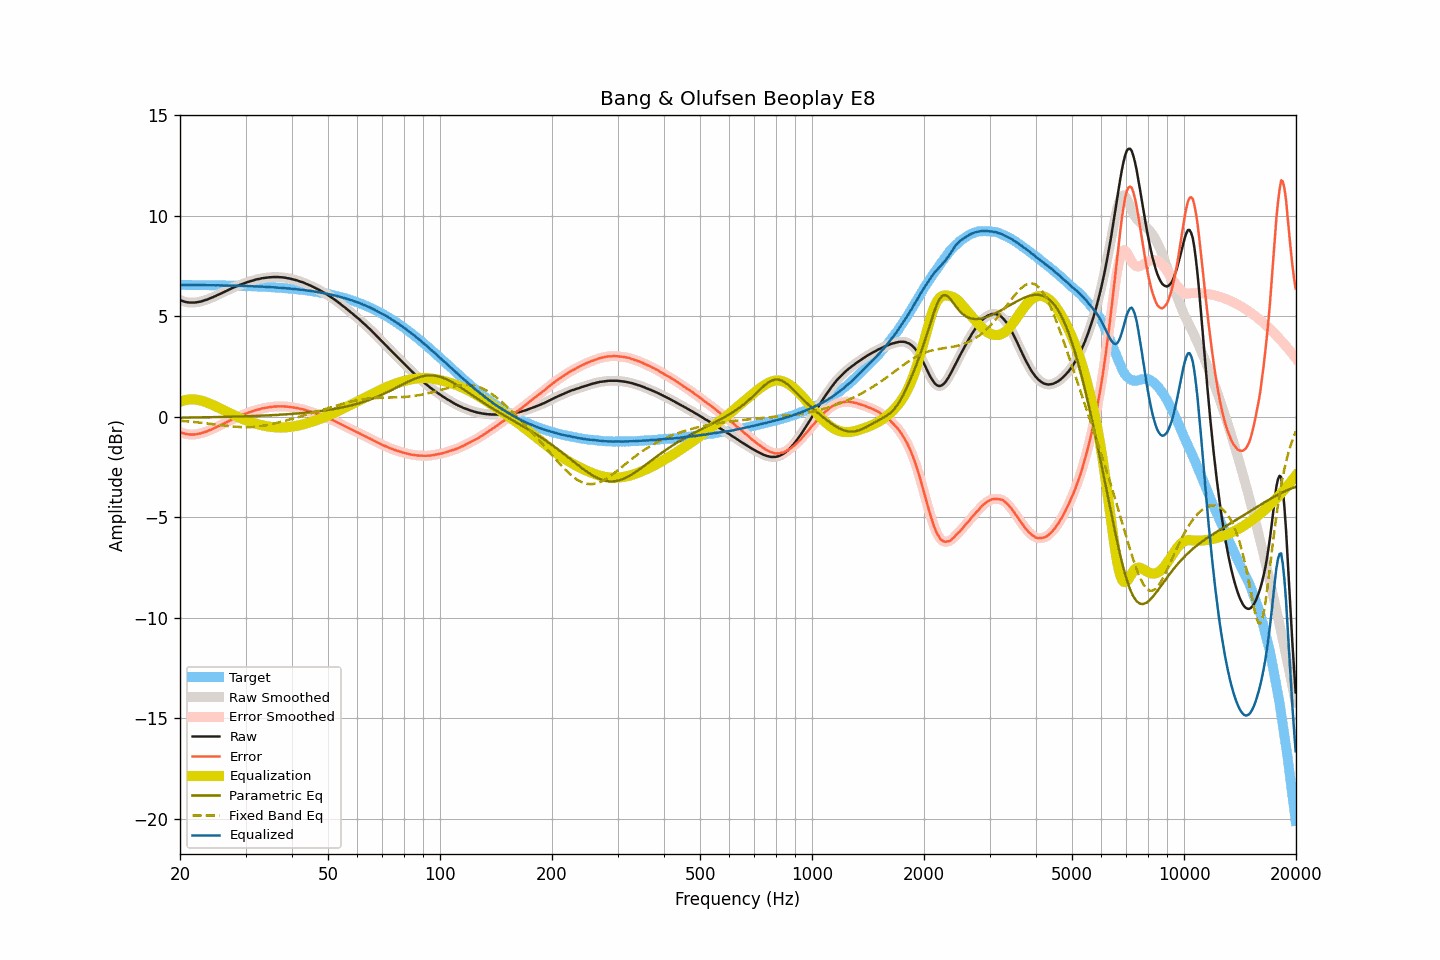 Bang & Olufsen Beoplay E8
15
10
5
0
−5
−10
−15
−20
Amplitude (dBr)
Target
Raw Smoothed
Error Smoothed
Raw
Error
Equalization
Parametric Eq
Fixed Band Eq
Equalized
20 50 100 200 500 1000 2000 5000 10000 20000
Frequency (Hz)